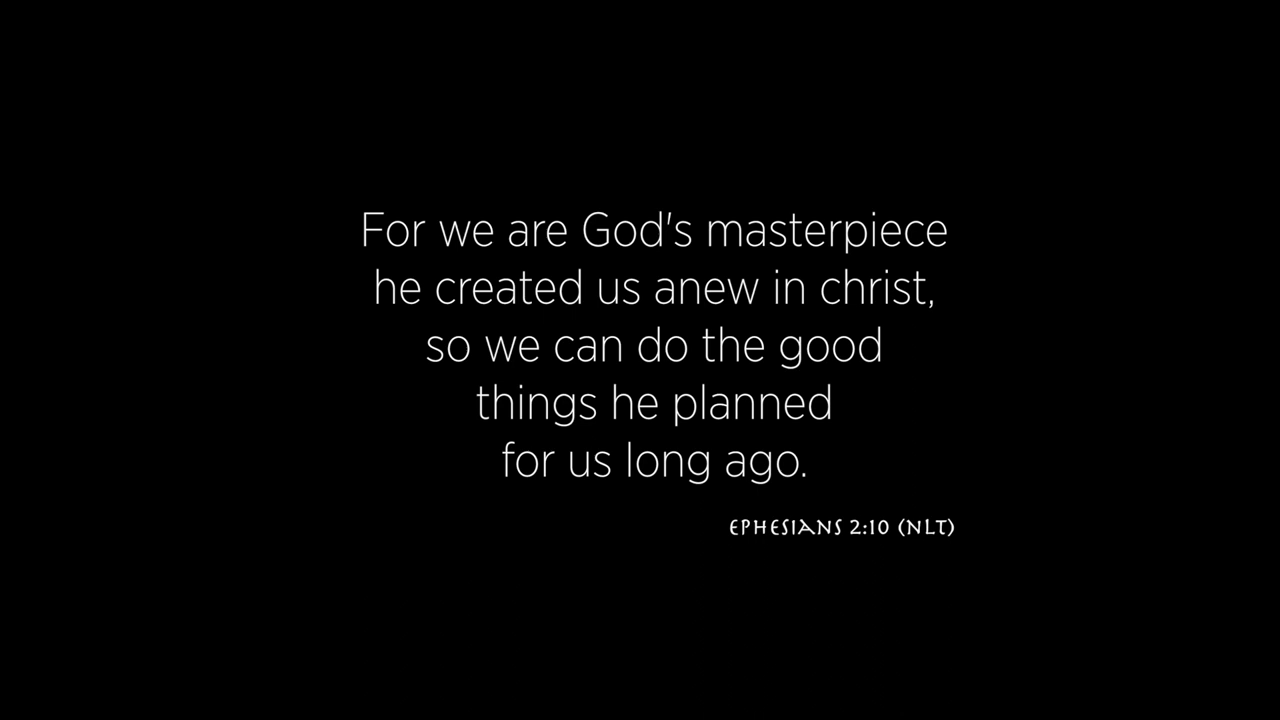 For we are God's masterpiece
he created us anew in christ,
so we can do the good
things he planned
for us long ago.
EPHESIANS 2:10 (NLT)